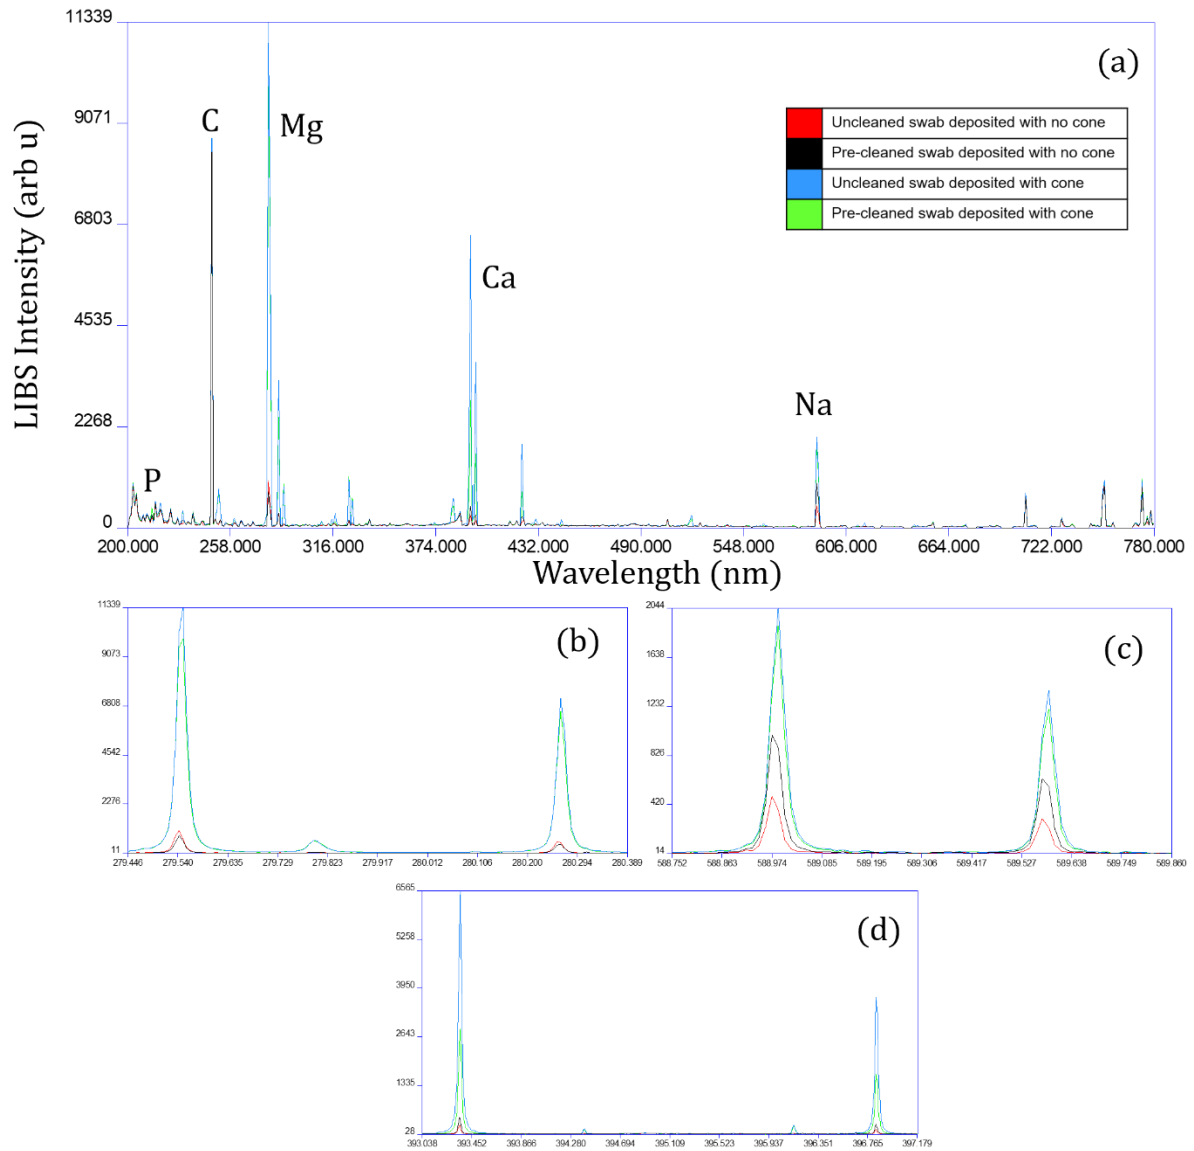 11339
(a)
9071
C
Mg
Uncleaned swab deposited with no cone
Pre-cleaned swab deposited with no cone
Uncleaned swab deposited with cone
Pre-cleaned swab deposited with cone
LIBS Intensity (arb u)
6803
Ca
4535
2268
Na
P
0
200.000 258.000 316.000 374.000 432.000 490.000 548.000 606.000 664.000 722.000 780.000
Wavelength (nm)
11339
(b)
9073
6808
4542
2276
11
279.446 279.540 279.635 279.729 279.823 279.917 280.012 280.106 280.200 280.294 280.389
2044
(c)
1638
1232
826
420
14
588.752 588.863 588.974 589.085 589.195 589.306 589.417 589.527 589.638 589.749 589.860
6565
(d)
5258
3950
2643
1335
28
393.038 393.452 393.866 394.280 394.694 395.109 395.523 395.937 396.351 396.765 397.179